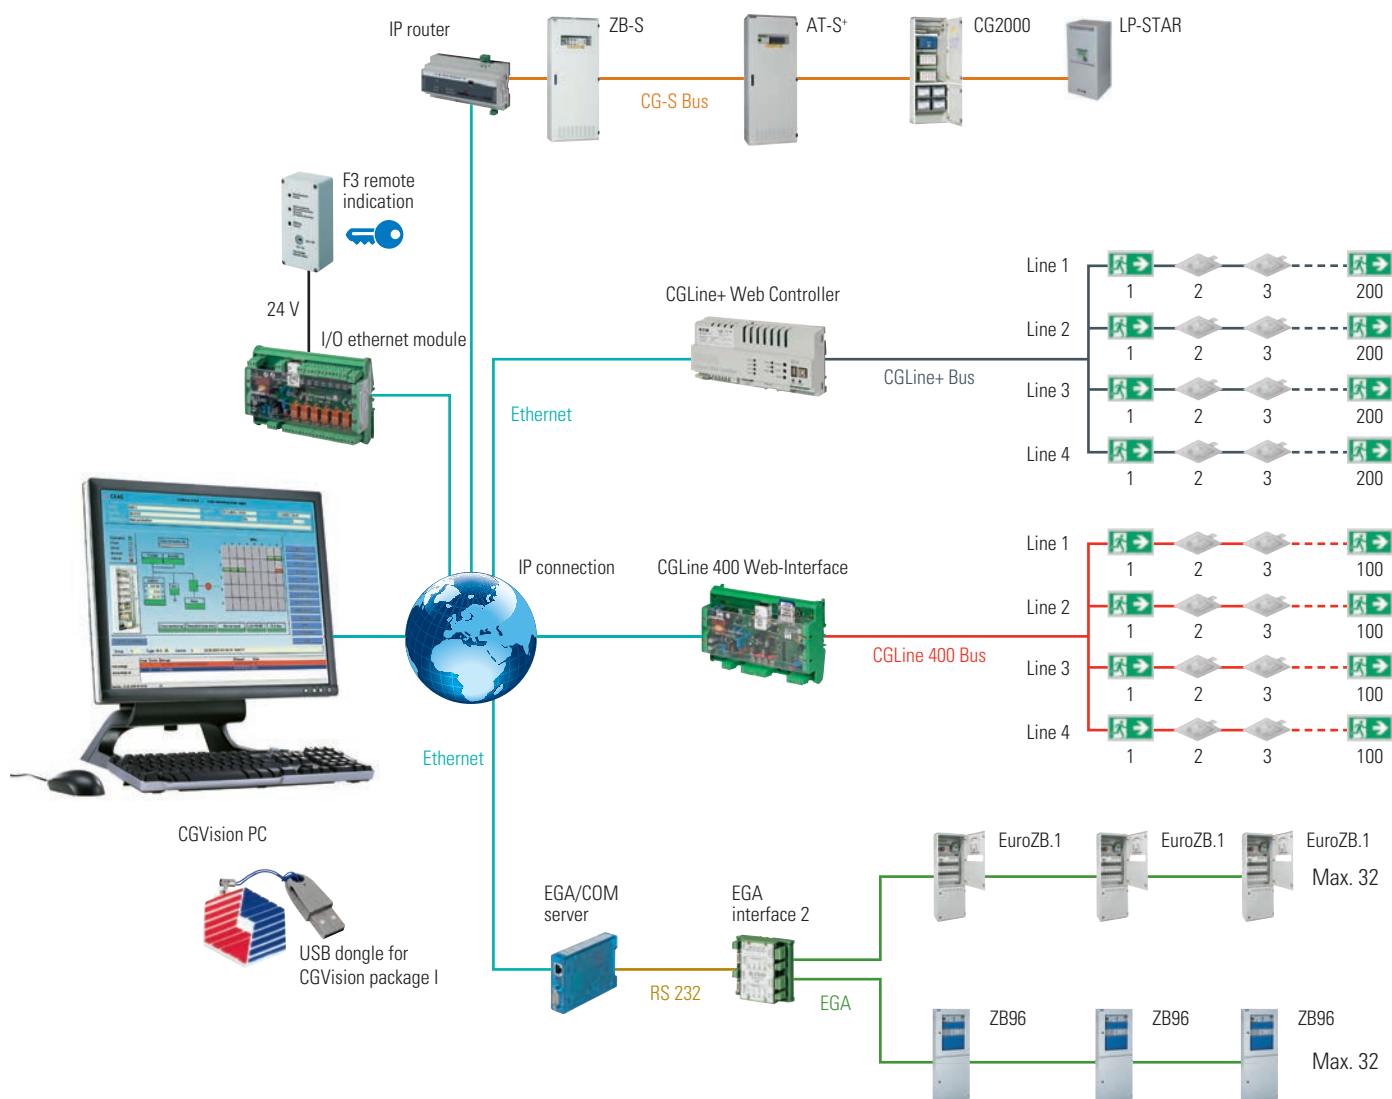 IP router
ZB-S
AT-S+
CG2000
LP-STAR
CG-S Bus
F3 remote
indication
24 V
I/O ethernet module
CGLine+ Web Controller
CGLine+ Bus
Ethernet
Line 1
1 2 3 200
Line 2
1 2 3 200
Line 3
1 2 3 200
Line 4
1 2 3 200
IP connection
CGLine 400 Web-Interface
CGLine 400 Bus
Line 1
1 2 3 100
Line 2
1 2 3 100
Line 3
1 2 3 100
Line 4
1 2 3 100
Ethernet
CGVision PC
USB dongle for
CGVision package I
EGA/COM
server
RS 232
EGA
interface 2
EGA
EuroZB.1
EuroZB.1
EuroZB.1
Max. 32
ZB96
ZB96
ZB96
Max. 32